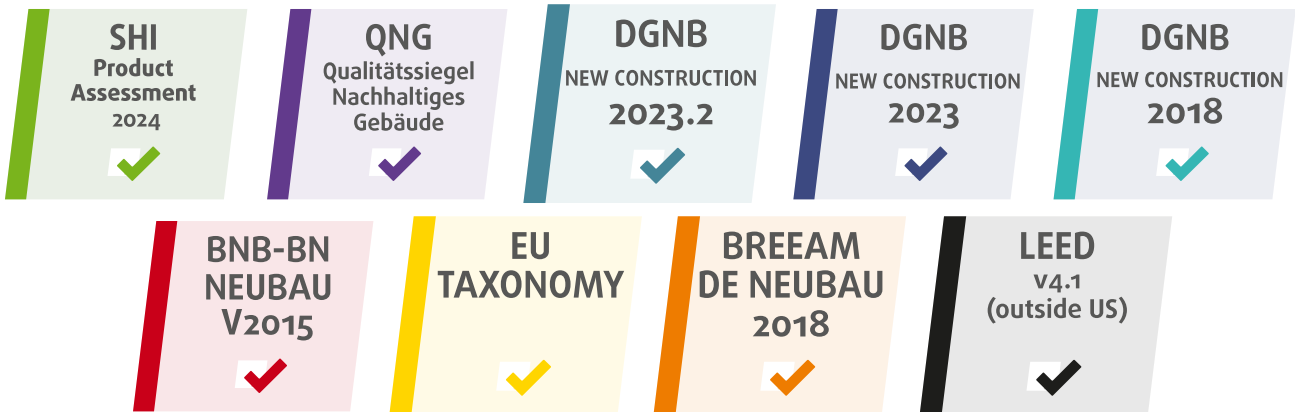 SHI
Product
Assessment
2024
QNG
Qualitätssiegel
Nachhaltiges
Gebäude
DGNB
NEW CONSTRUCTION
2023.2
DGNB
NEW CONSTRUCTION
2023
DGNB
NEW CONSTRUCTION
2018
BNB-BN
NEUBAU
V2015
EU
TAXONOMY
BREEAM
DE NEUBAU
2018
LEED
v4.1
(outside US)